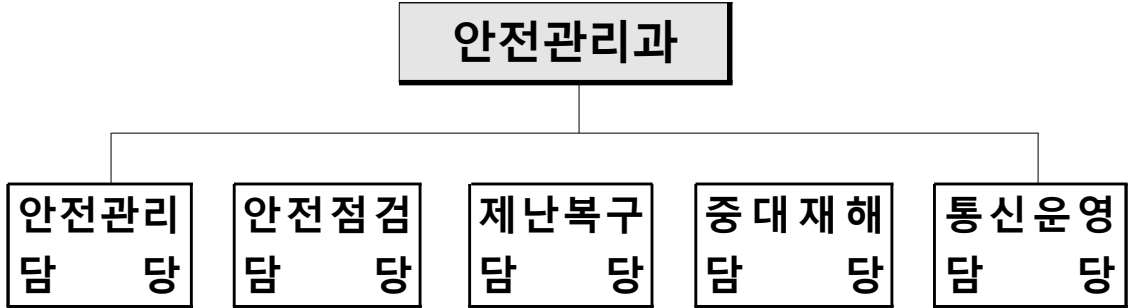 안전관리과
안전관리
담 당
안전점검
담 당
제난복구
담 당
중대재해
담 당
통신운영
담 당